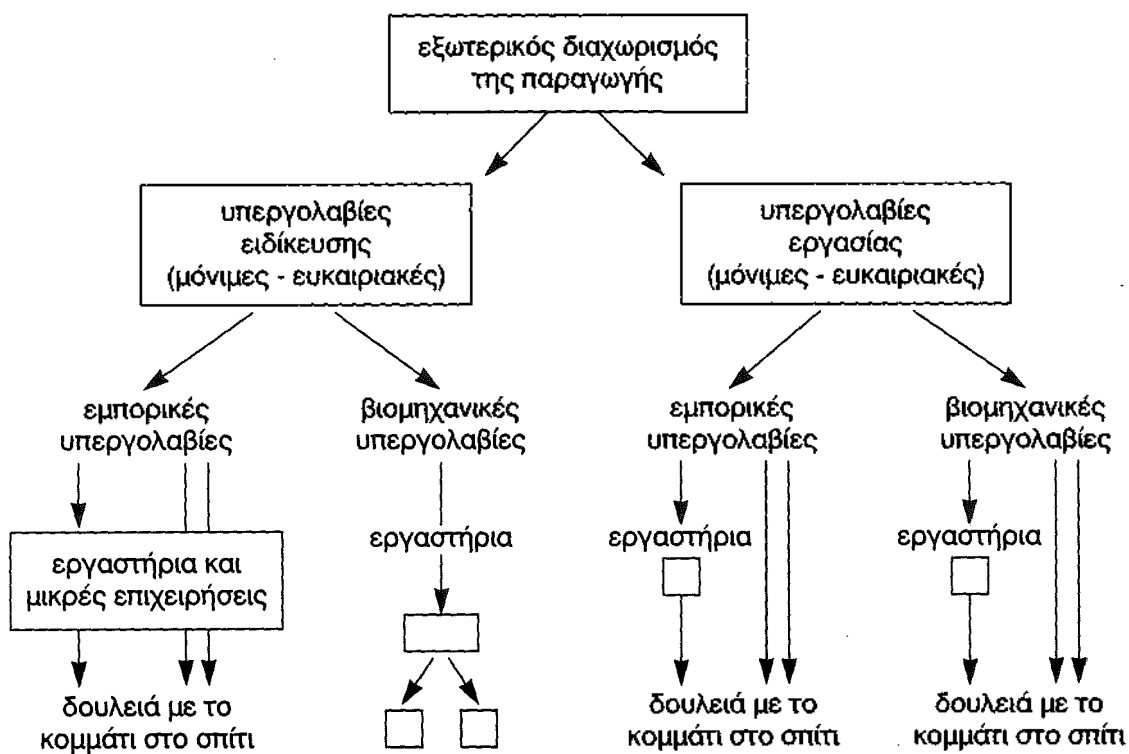 εξωτερικός διαχωρισμός
της παραγωγής
υπεργολαβίες
ειδίκευσης
(μόνιμες - ευκαιριακές)
υπεργολαβίες
εργασίας
(μόνιμες - ευκαιριακές)
εμπορικές
υπεργολαβίες
βιομηχανικές
υπεργολαβίες
εμπορικές
υπεργολαβίες
βιομηχανικές
υπεργολαβίες
εργαστήρια και
μικρές επιχειρήσεις
εργαστήρια
εργαστήρια
εργαστήρια
δουλειά με το
κομμάτι στο σπίτι
δουλειά με το
κομμάτι στο σπίτι
δουλειά με το
κομμάτι στο σπίτι